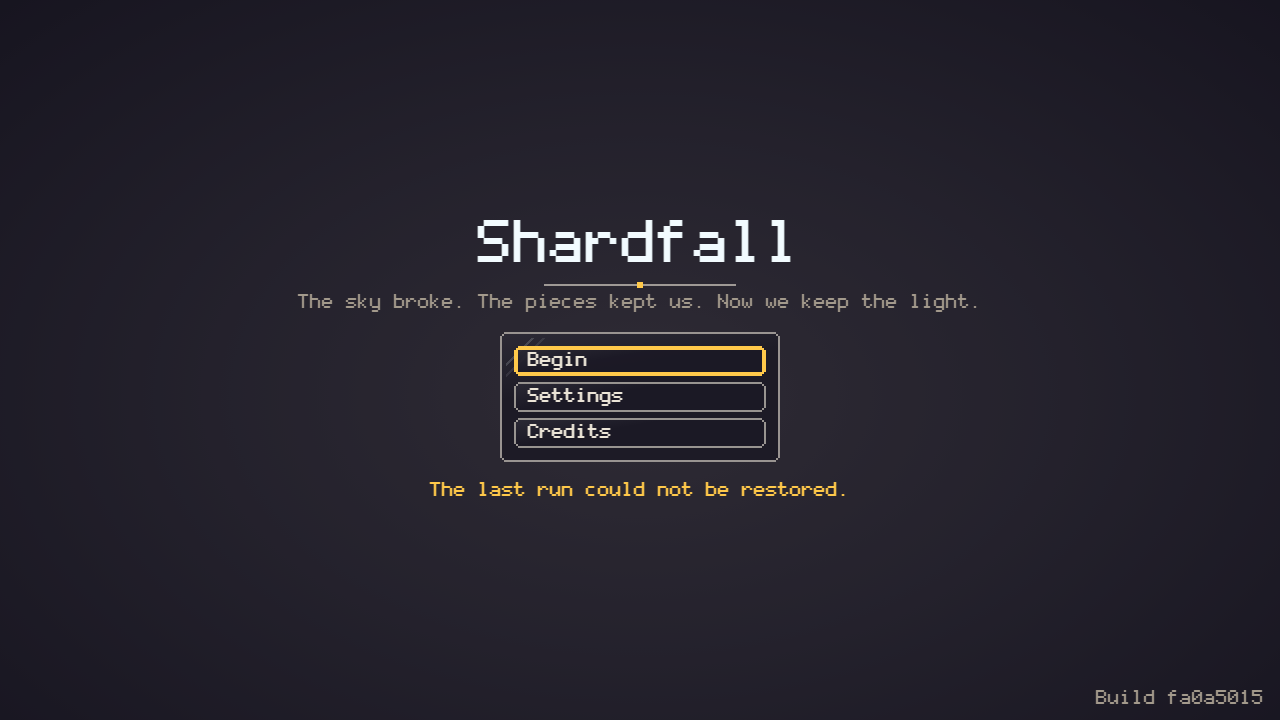 Shardfall
The sky broke. The pieces kept us. Now we keep the light.
Begin
Settings
Credits
The last run could not be restored.
Build fa0a5015